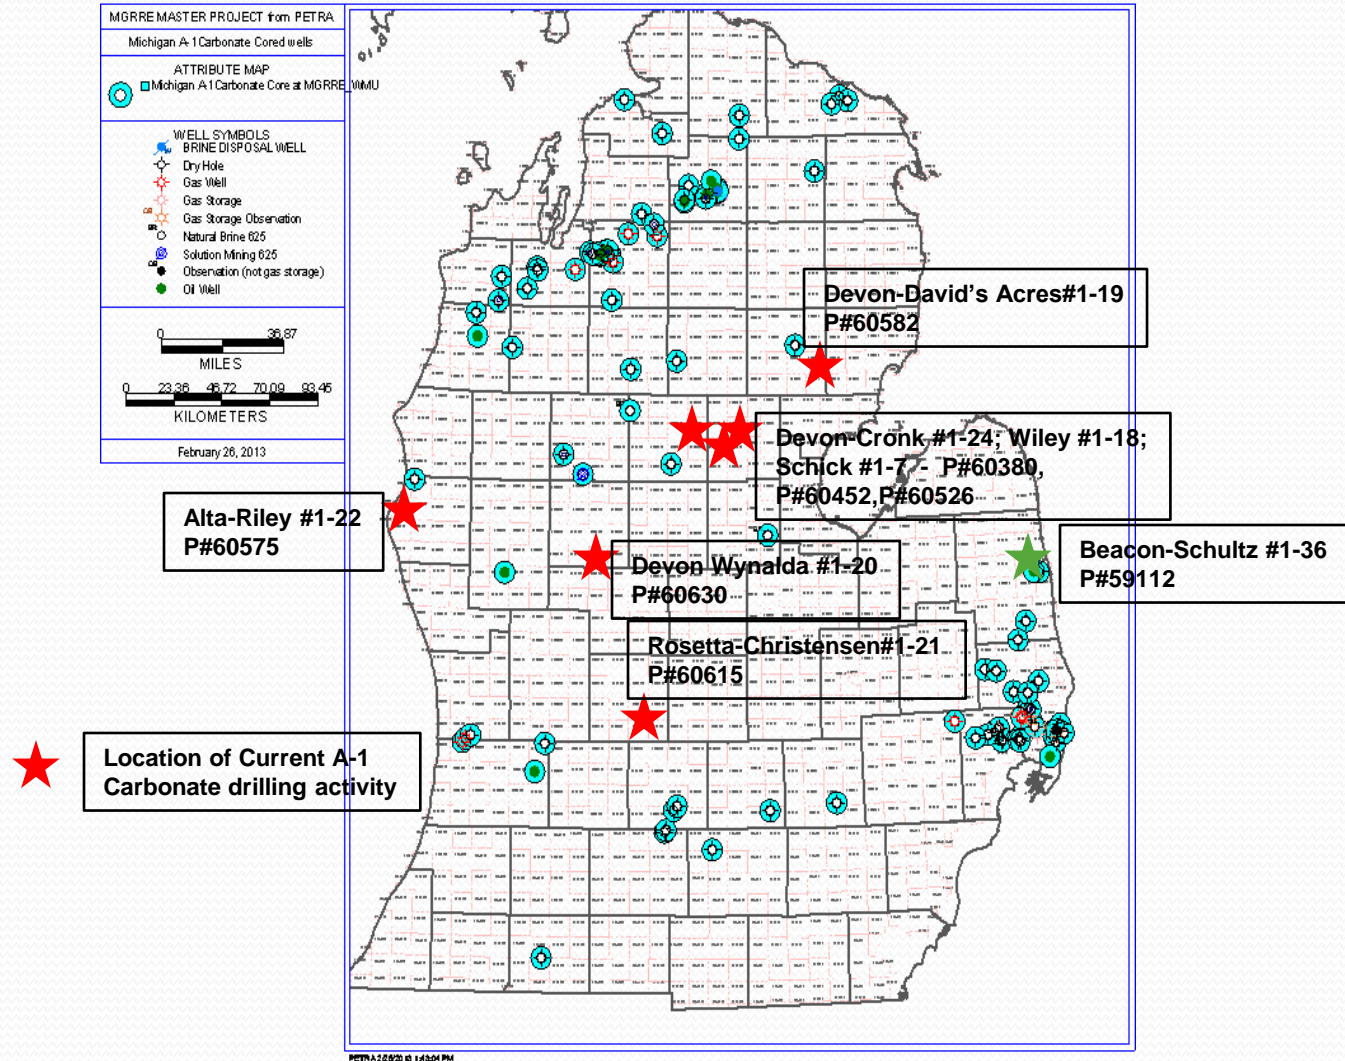 MGRRE MASTER PROJECT from PETRA
Michigan A-1 Carbonate Cored wells
ATTRIBUTE MAP
Michigan A-1 Carbonate Core at MGRRE_WMU
WELL SYMBOLS
BRINE DISPOSAL WELL
Dry Hole
Gas Well
Gas Storage
Gas Storage Observation
Natural Brine 625
Solution Mining 625
Observation (not gas storage)
Oil Well
0 36.87
MILES
0 23.36 46.72 70.09 93.45
KILOMETERS
February 26, 2013
Devon-David's Acres#1-19
P#60582
Devon-Cronk #1-24; Wiley #1-18;
Schick #1-7 - P#60380,
P#60452,P#60526
Alta-Riley #1-22
P#60575
Devon Wynalda #1-20
P#60630
Beacon-Schultz #1-36
P#59112
Rosetta-Christensen#1-21
P#60615
Location of Current A-1
Carbonate drilling activity